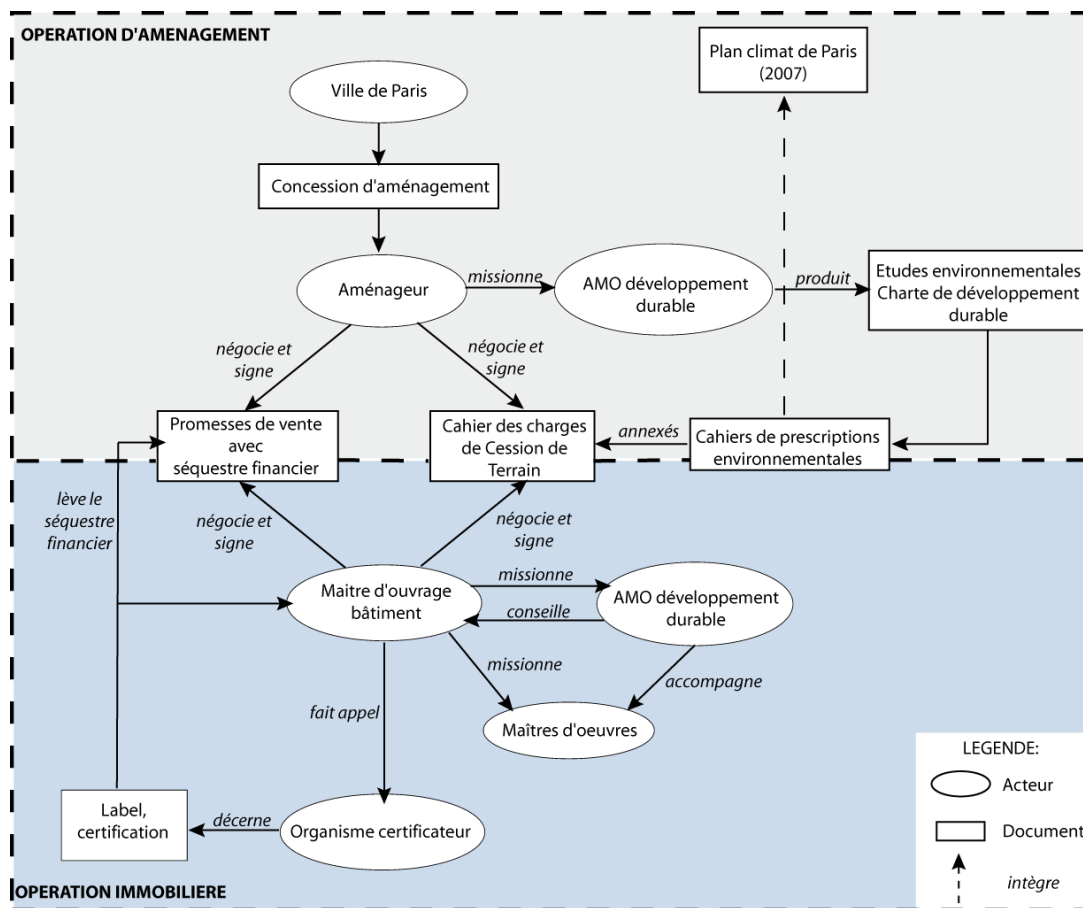 OPERATION D'AMENAGEMENT
Plan climat de Paris
(2007)
Ville de Paris
Concession d'aménagement
Aménageur
missionne
AMO développement
durable
produit
Etudes environnementales
Charte de développement
durable
négocie et
signe
négocie et
signe
Promesses de vente
avec
séquestre financier
Cahier des charges
de Cession de
Terrain
annexés
Cahiers de prescriptions
environnementales
lève le
séquestre
financier
négocie et
signe
négocie et
signe
Maitre d'ouvrage
bâtiment
missionne
conseille
AMO développement
durable
missionne
accompagne
fait appel
Maîtres d'oeuvres
Label,
certification
décerne
Organisme certificateur
LEGENDE:
Acteur
Document
intègre
OPERATION IMMOBILIERE